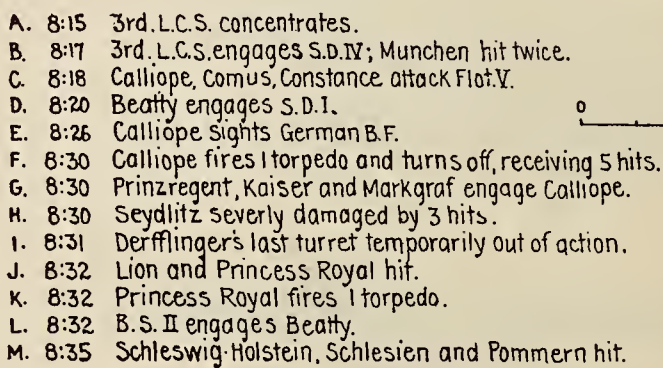 A. 8:15 3rd. L.C.S. concentrates.
B. 8:17 3rd. L.C.S. engages S.D.IV; Munchen hit twice.
C. 8:18 Calliope, Comus, Constance attack Flot.V.
D. 8:20 Beatty engages S.D.I.
0
E. 8:26 Calliope sights German B.F.
F. 8:30 Calliope fires 1 torpedo and turns off, receiving 5 hits.
G. 8:30 Prinzregent, Kaiser and Markgraf engage Calliope.
H. 8:30 Seydlitz severly damaged by 3 hits.
I. 8:31 Derfflinger's last turret temporarily out of action.
J. 8:32 Lion and Princess Royal hit.
K. 8:32 Princess Royal fires 1 torpedo.
L. 8:32 B.S. II engages Beatty.
M. 8:35 Schleswig-Holstein, Schlesien and Pommern hit.